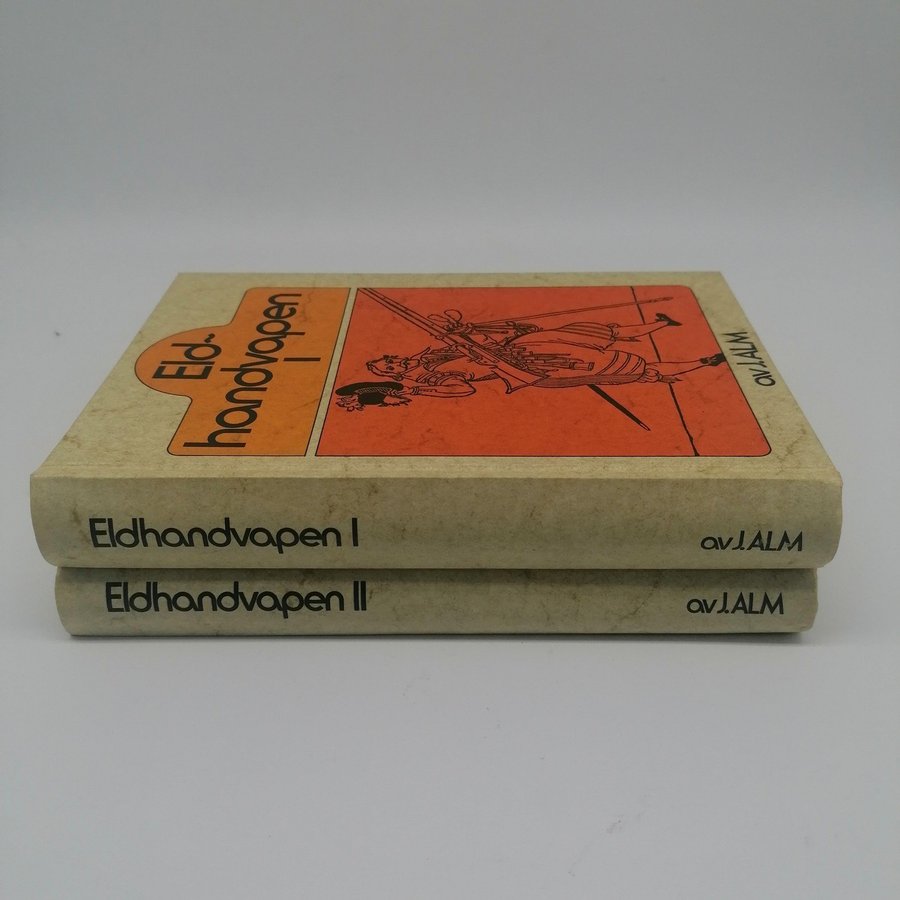 Eld-
handvapen
I
av J. ALM
Eldhandvapen I
av J. ALM
Eldhandvapen II
av J. ALM